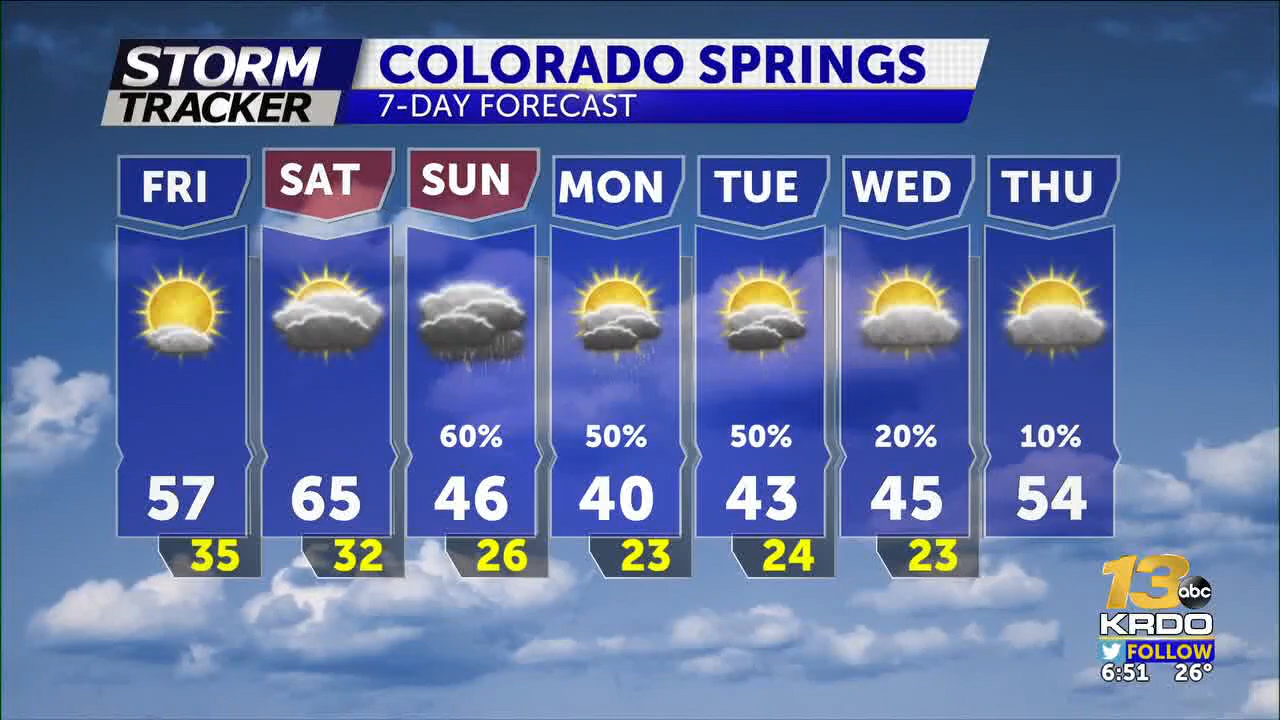 STORM
TRACKER
COLORADO SPRINGS
7-DAY FORECAST
FRI SAT SUN MON TUE WED THU
60% 50% 50% 20% 10%
57 65 46 40 43 45 54
35 32 26 23 24 23
13 abc
KRDO
FOLLOW
6:51 26°